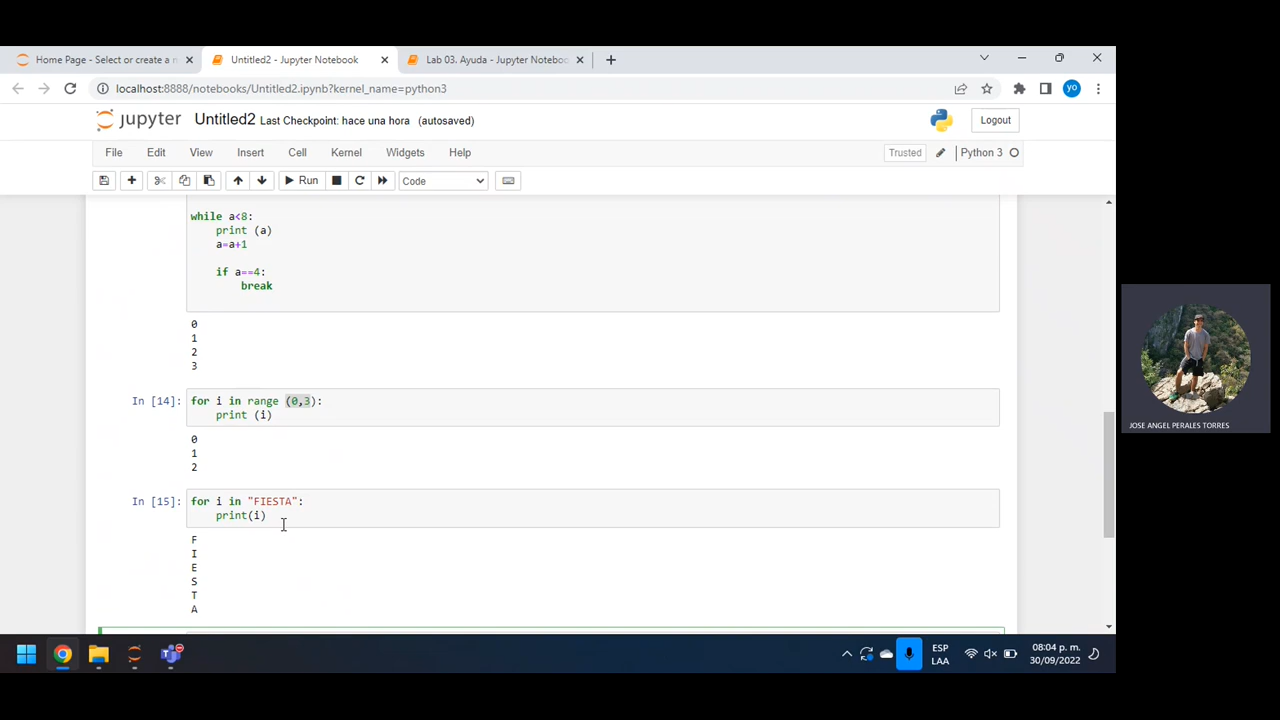 Home Page - Select or create a n
Untitled2 - Jupyter Notebook
Lab 03. Ayuda - Jupyter Noteboo
localhost:8888/notebooks/Untitled2.ipynb?kernel_name=python3
yo
jupyter Untitled2 Last Checkpoint: hace una hora (autosaved)
Logout
File Edit View Insert Cell Kernel Widgets Help
Trusted Python 3
Run Code
while a<8:
    print (a)
    a=a+1
    if a==4:
        break
0
1
2
3
In [14]: for i in range (0,3):
    print (i)
0
1
2
In [15]: for i in "FIESTA":
    print(i)
F
I
E
S
T
A
JOSE ANGEL PERALES TORRES
ESP
LAA
08:04 p. m.
30/09/2022